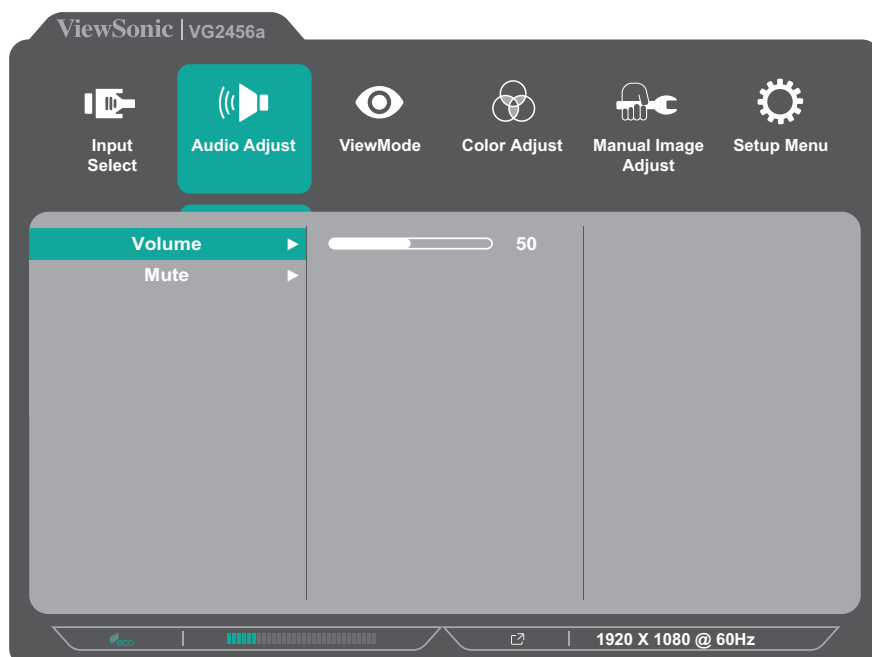 ViewSonic | VG2456a
Input Select
Audio Adjust
ViewMode
Color Adjust
Manual Image Adjust
Setup Menu
Volume 50
Mute
eco
1920 X 1080 @ 60Hz